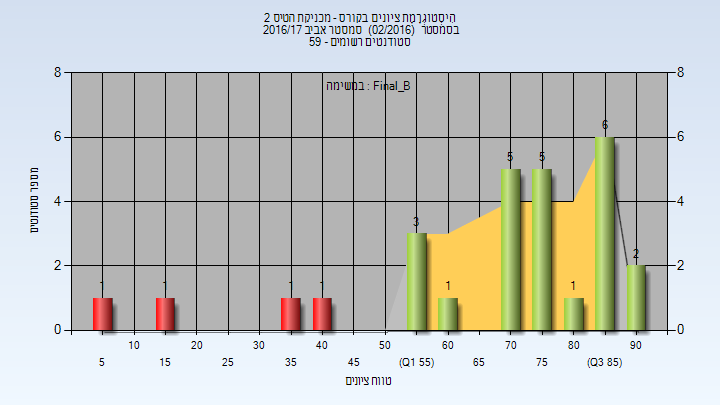 היסטוגרמת ציונים בקורס - מכניקת הטיס 2
בסמסטר (02/2016) סמסטר אביב 2016/17
סטודנטים רשומים - 59
במשימה : Final_B
מספר סטודנטים
8 8
6 6
4 4
2 2
0 0
1 1 1 1 3 1 5 5 1 6 2
10 20 30 40 50 60 70 80 90
5 15 25 35 45 (Q1 55) 65 75 (Q3 85)
טווח ציונים